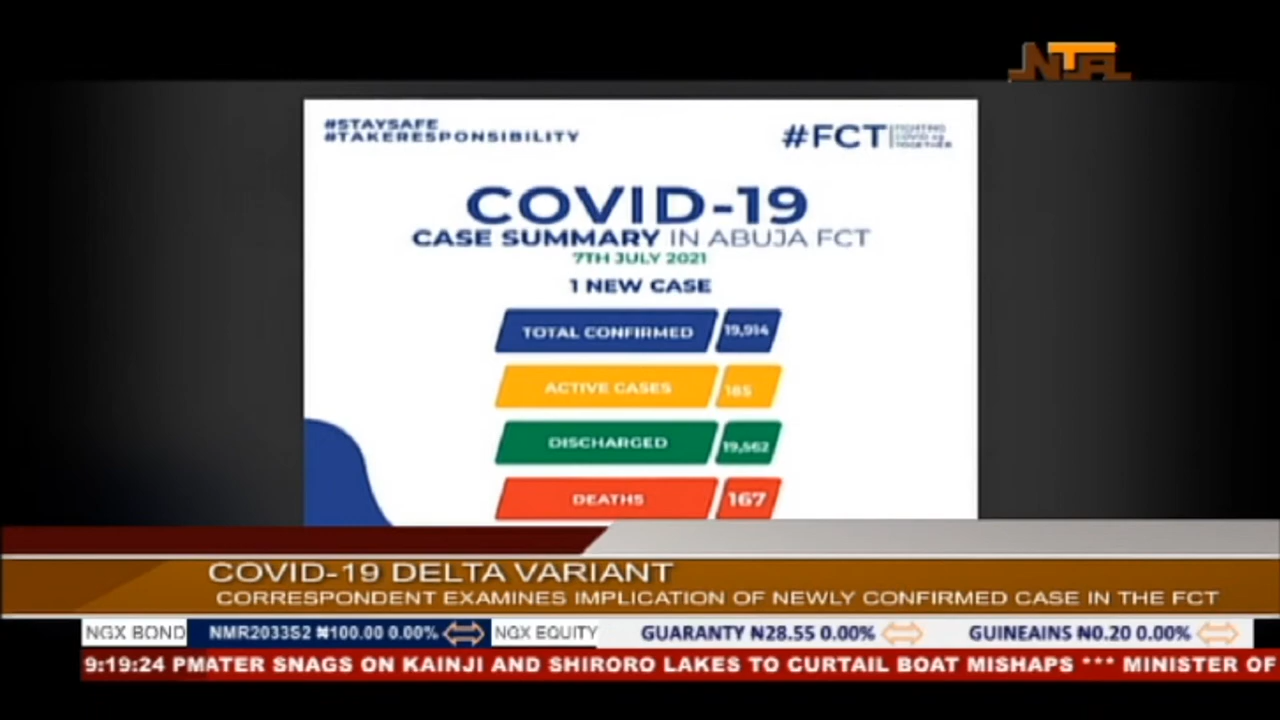 NTA
#STAYSAFE
#TAKERESPONSIBILITY
#FCT
FIGHTING
COVID 19
TOGETHER
COVID-19
CASE SUMMARY IN ABUJA FCT
7TH JULY 2021
1 NEW CASE
TOTAL CONFIRMED 19,914
ACTIVE CASES 185
DISCHARGED 19,562
DEATHS 167
COVID-19 DELTA VARIANT
CORRESPONDENT EXAMINES IMPLICATION OF NEWLY CONFIRMED CASE IN THE FCT
NGX BOND NMR2033S2 ₦100.00 0.00% NGX EQUITY GUARANTY ₦28.55 0.00% GUINEAINS ₦0.20 0.00%
9:19:24 PM ATER SNAGS ON KAINJI AND SHIRORO LAKES TO CURTAIL BOAT MISHAPS *** MINISTER OF